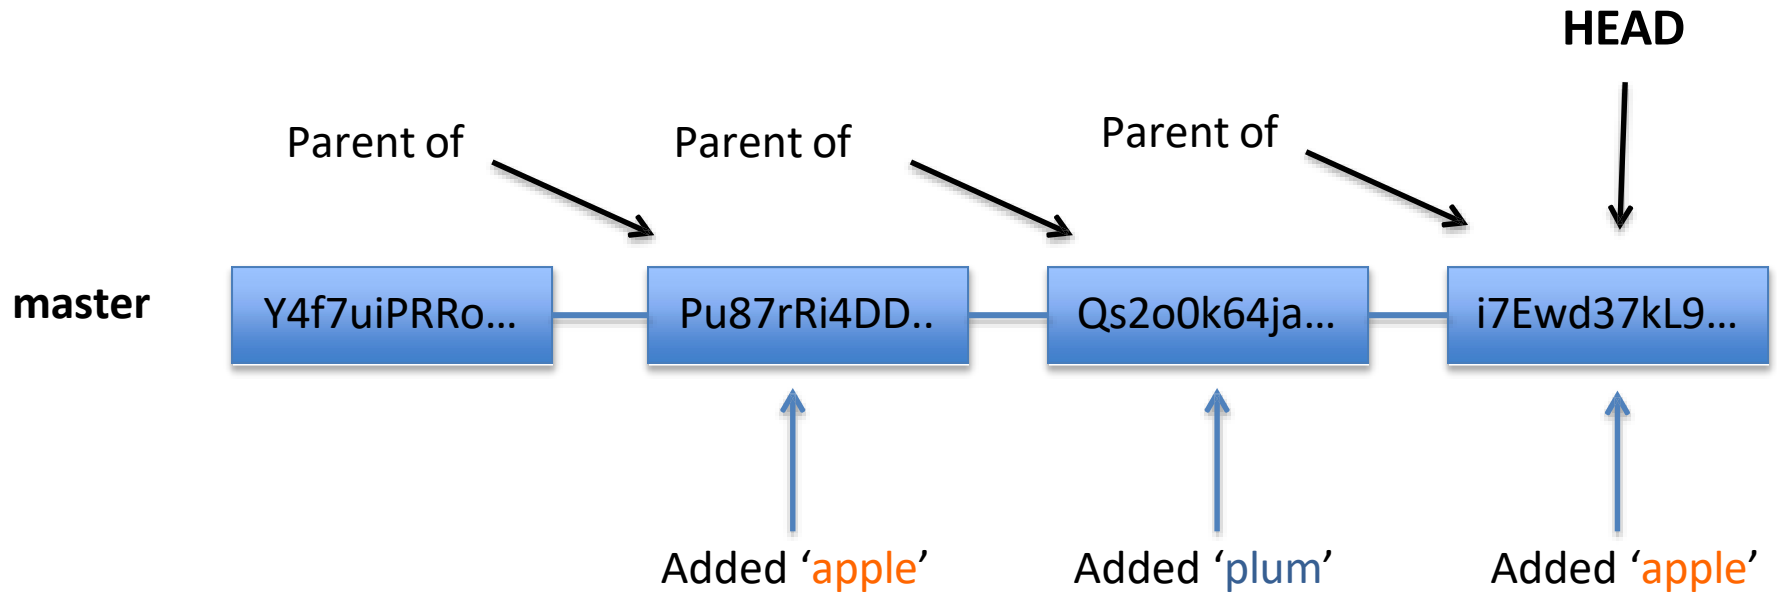 HEAD
Parent of
Parent of
Parent of
master
Y4f7uiPRRo...
Pu87rRi4DD..
Qs2o0k64ja...
i7Ewd37kL9...
Added ‘apple’
Added ‘plum’
Added ‘apple’